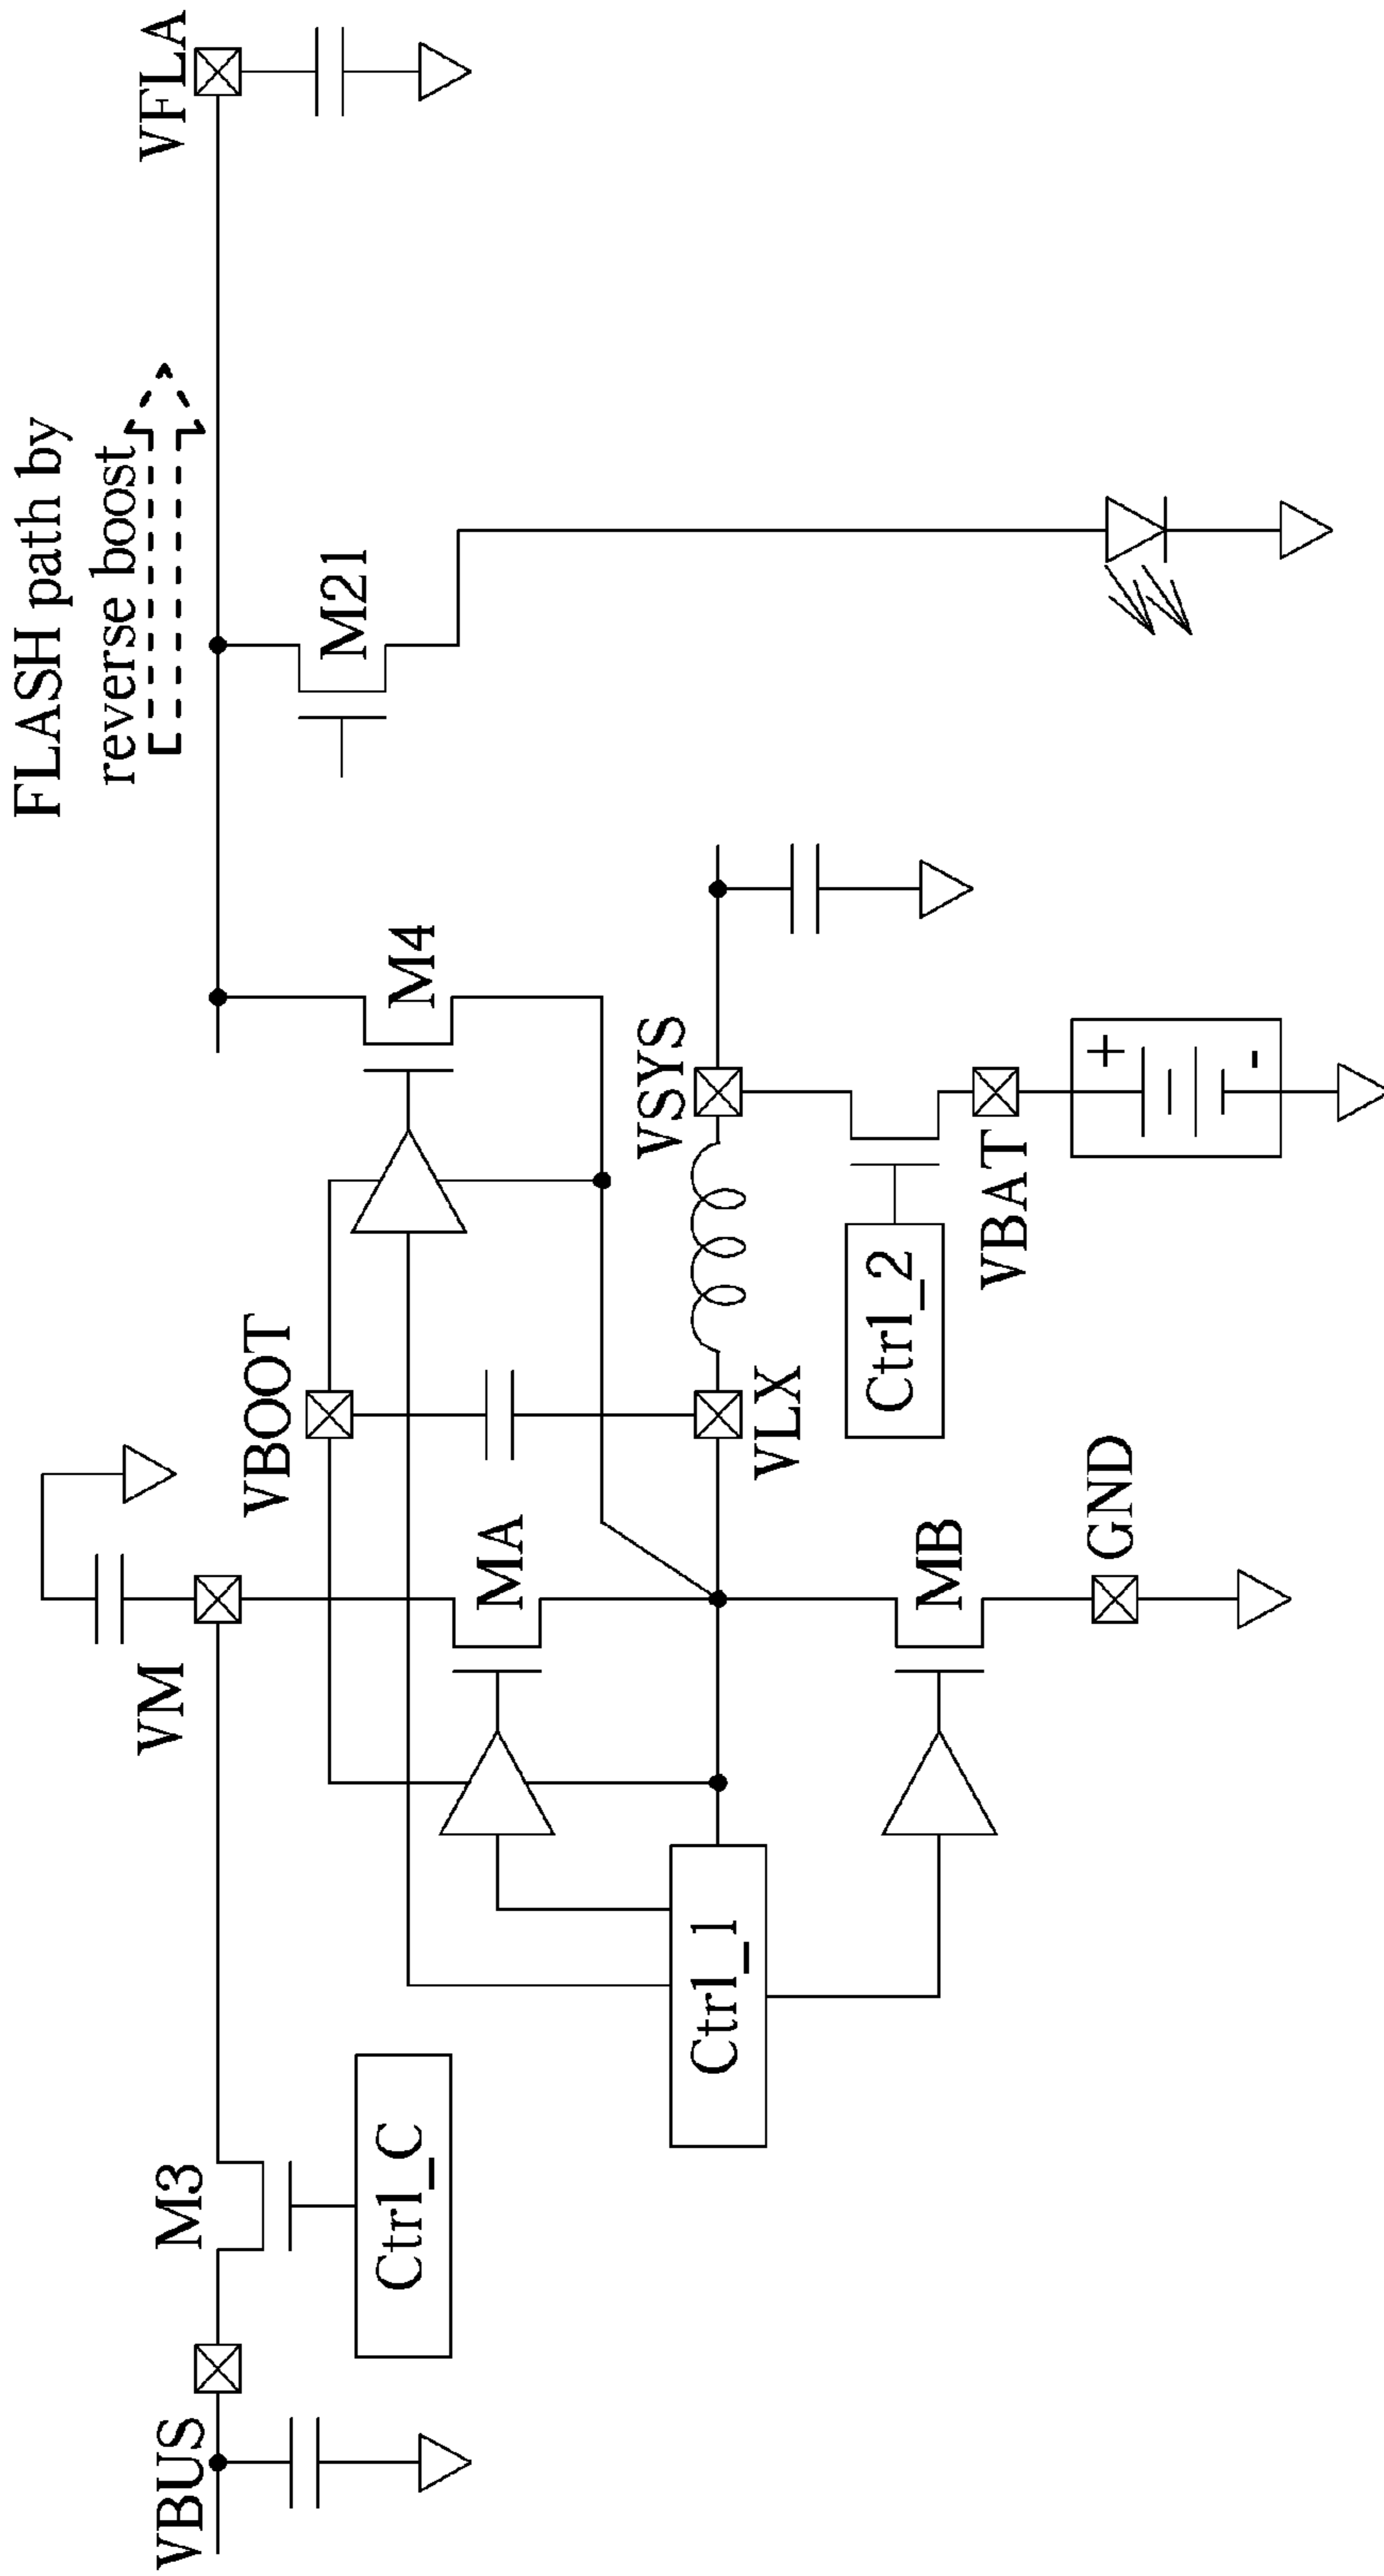 FLASH path by
reverse boost
VBUS
M3
VM
VBOOT
VFLA
Ctrl_C
MA
M4
M21
Ctrl_1
VLX
VSYS
Ctrl_2
MB
GND
VBAT
+
-